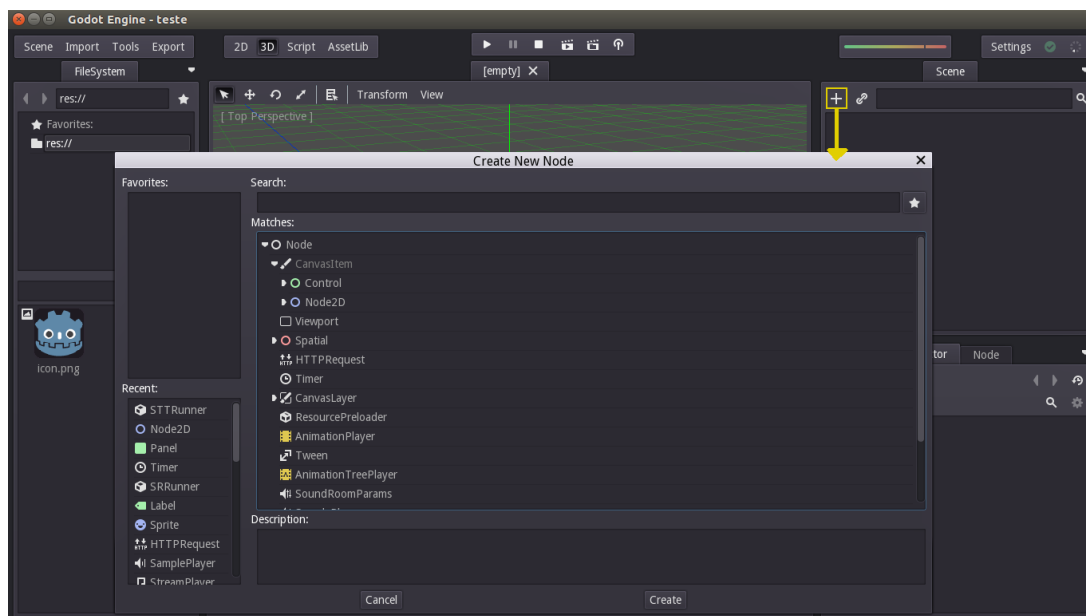 Godot Engine - teste
Scene Import Tools Export 2D 3D Script AssetLib Settings
FileSystem [empty] X Scene
res:// Transform View
[ Top Perspective ]
Favorites:
res://
Create New Node
Favorites: Search:
Matches:
Node
CanvasItem
Control
Node2D
Viewport
Spatial
HTTPRequest
Timer
CanvasLayer
ResourcePreloader
AnimationPlayer
Tween
AnimationTreePlayer
SoundRoomParams
icon.png
Recent:
STTRunner
Node2D
Panel
Timer
SRRunner
Label
Sprite
HTTPRequest
SamplePlayer
StreamPlayer
Description:
Cancel Create
tor Node